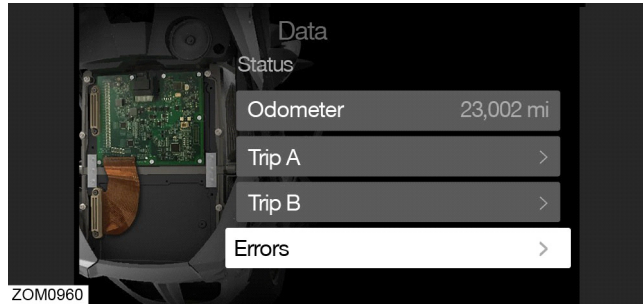 Data
Status
Odometer 23,002 mi
Trip A
Trip B
Errors
ZOM0960